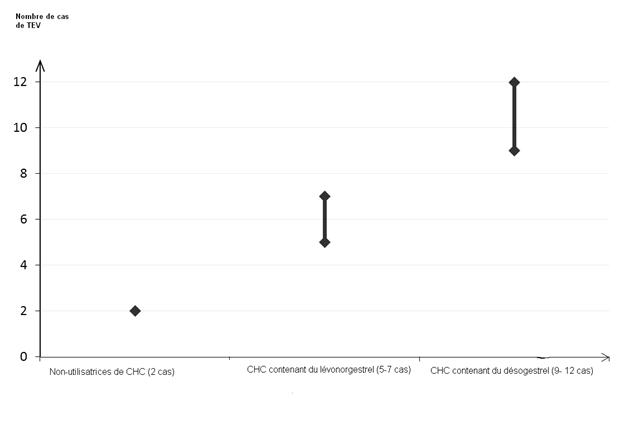 Nombre de cas
de TEV
12
10
8
6
4
2
0
Non-utilisatrices de CHC (2 cas)
CHC contenant du lévonorgestrel (5-7 cas)
CHC contenant du désogestrel (9- 12 cas)